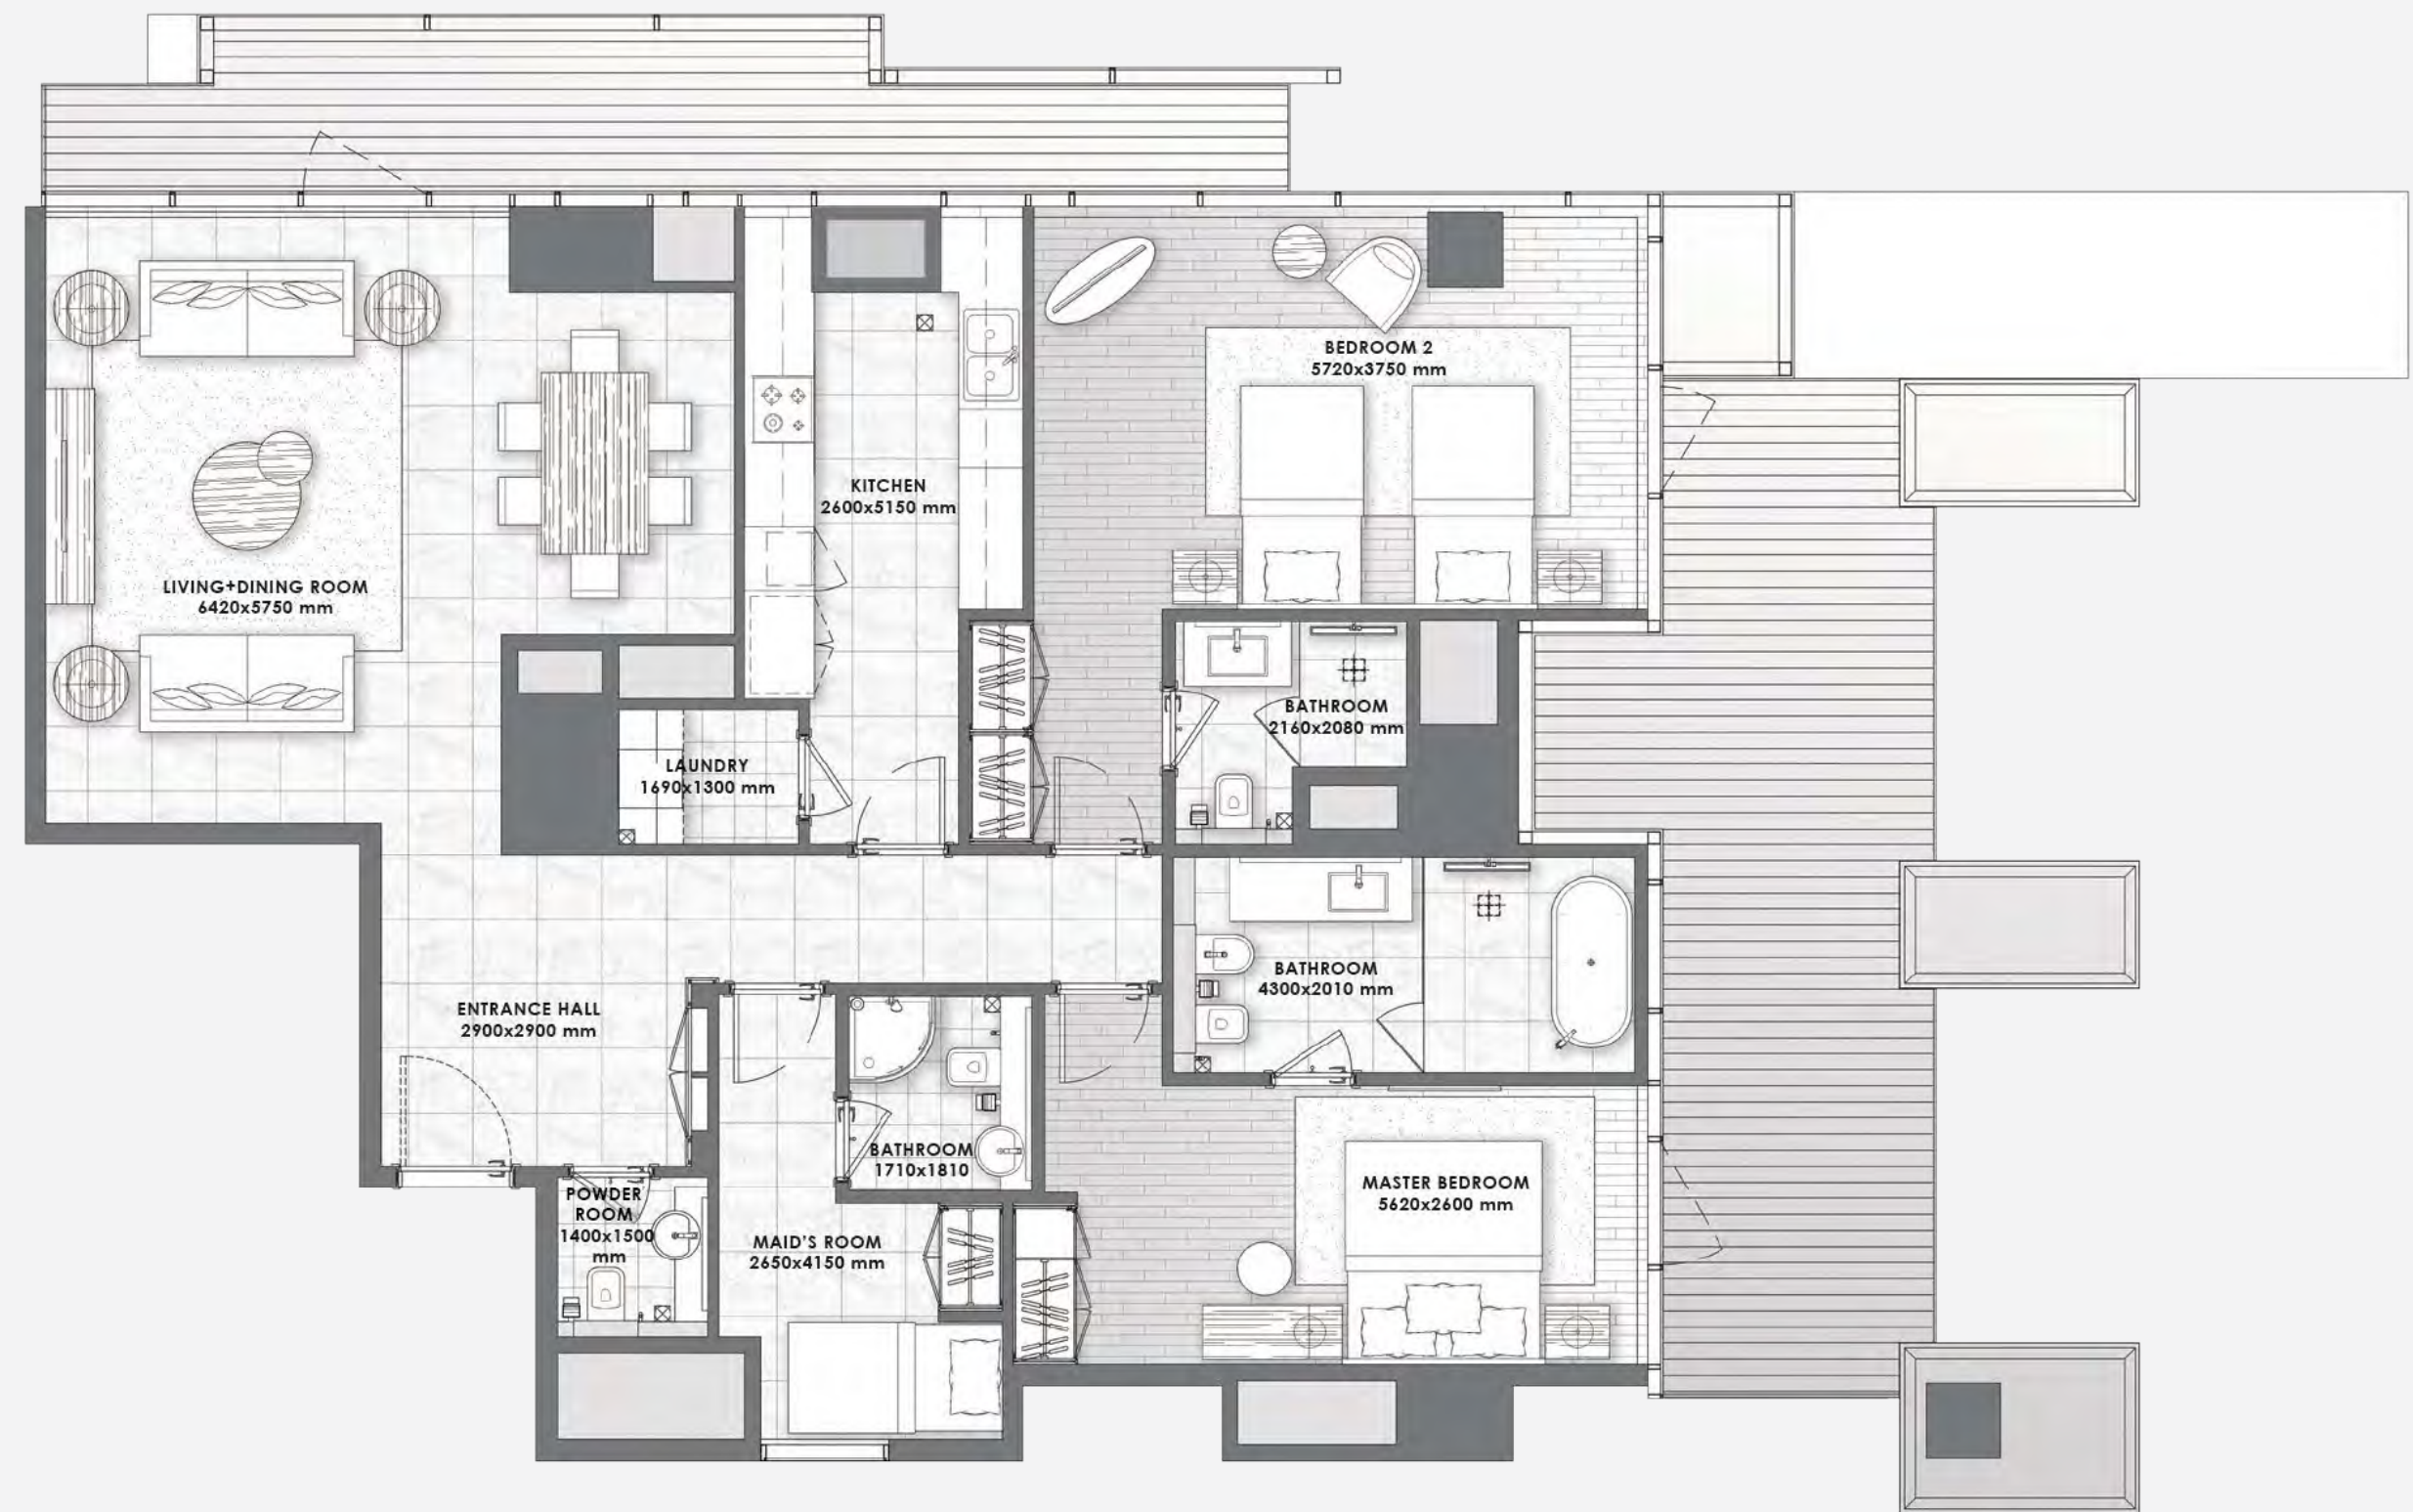 BEDROOM 2
5720x3750 mm
KITCHEN
2600x5150 mm
LIVING+DINING ROOM
6420x5750 mm
BATHROOM
2160x2080 mm
LAUNDRY
1690x1300 mm
BATHROOM
4300x2010 mm
ENTRANCE HALL
2900x2900 mm
BATHROOM
1710x1810
MASTER BEDROOM
5620x2600 mm
POWDER
ROOM
1400x1500
mm
MAID'S ROOM
2650x4150 mm